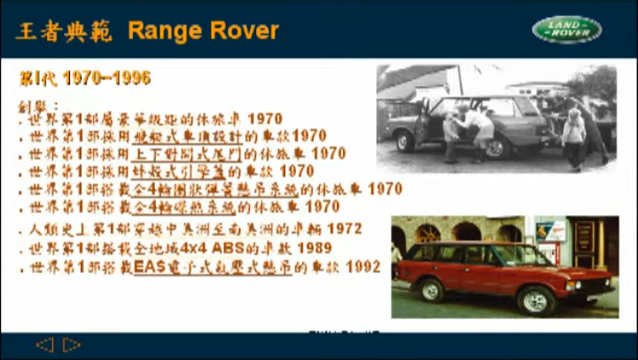 王者典範 Range Rover
LAND-ROVER
第I代 1970--1996
創舉:
. 世界第1部屬豪華級距的休旅車 1970
. 世界第1部採用飛艇式車頂設計的車款1970
. 世界第1部採用上下對開式尾門的休旅車 1970
. 世界第1部採用蚌殼式引擎蓋的車款 1970
. 世界第1部搭載全4輪圈狀彈簧懸吊系統的休旅車 1970
. 世界第1部搭載全4輪碟煞系統的休旅車 1970
. 人類史上第1部穿越中美洲至南美洲的車輛 1972
. 世界第1部搭載全地域4x4 ABS的車款 1989
. 世界第1部搭載EAS電子式氣壓式懸吊的車款 1992